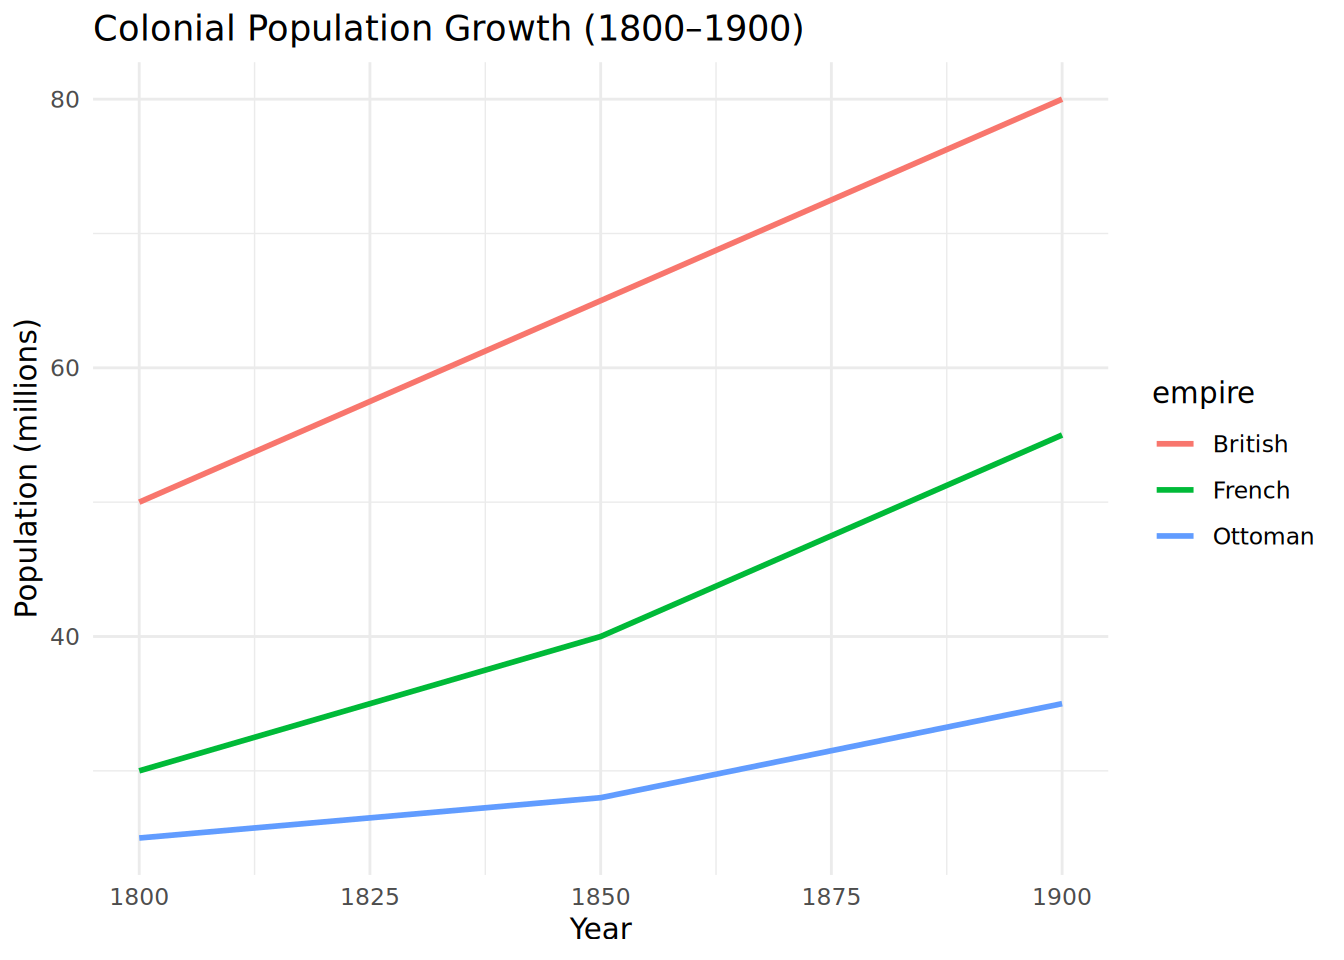 Colonial Population Growth (1800–1900)
80
60
40
Population (millions)
1800 1825 1850 1875 1900
Year
empire
British
French
Ottoman